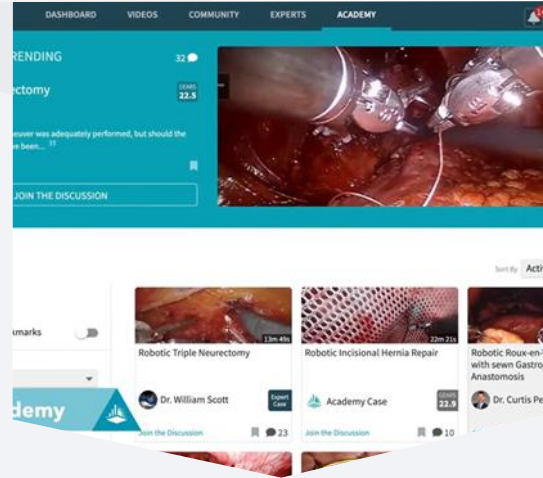 DASHBOARD VIDEOS COMMUNITY EXPERTS ACADEMY
RENDING 32
ectomy GEARS
22.5
euver was adequately performed, but should the
e been... "
JOIN THE DISCUSSION
Sort By Acti
kmarks
13m 49s
22m 21s
Robotic Triple Neurectomy
Robotic Incisional Hernia Repair
Robotic Roux-en-
with sewn Gastro
Anastomosis
Dr. William Scott
Expert
Case
Academy Case
GEARS
22.9
Dr. Curtis Pe
demy
Join the Discussion 23
Join the Discussion 10